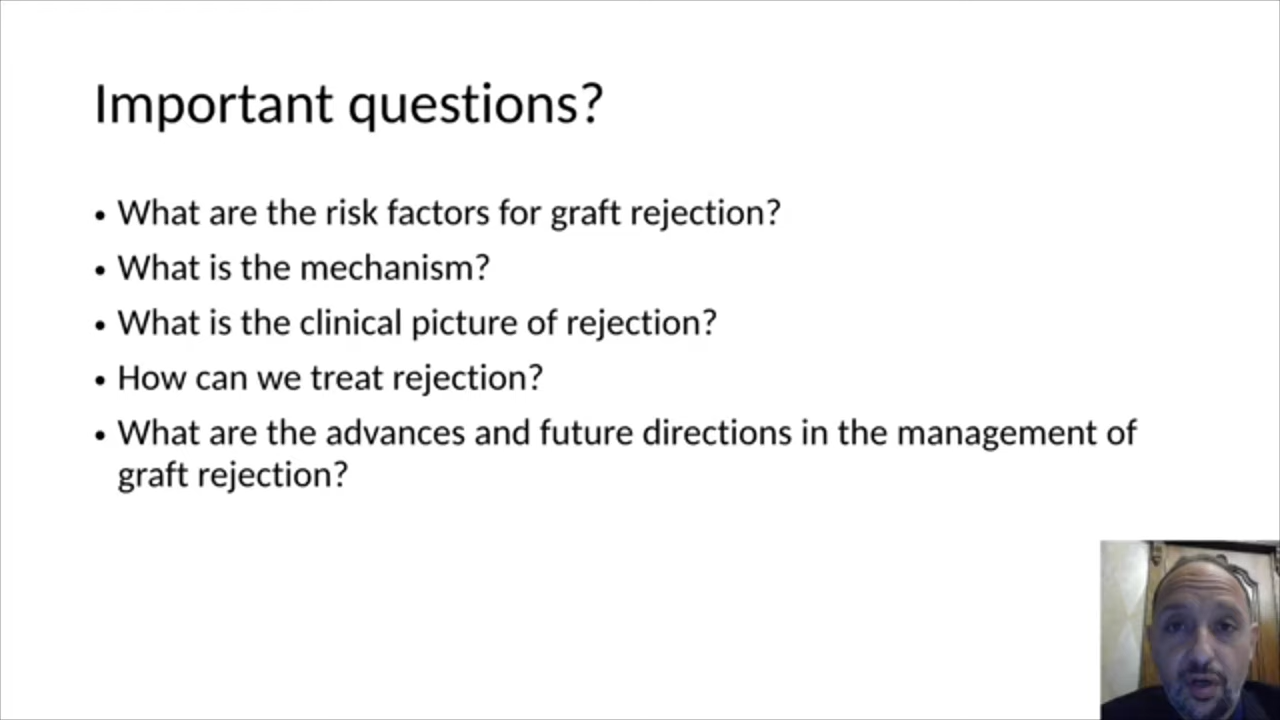 Important questions?
• What are the risk factors for graft rejection?
• What is the mechanism?
• What is the clinical picture of rejection?
• How can we treat rejection?
• What are the advances and future directions in the management of
graft rejection?